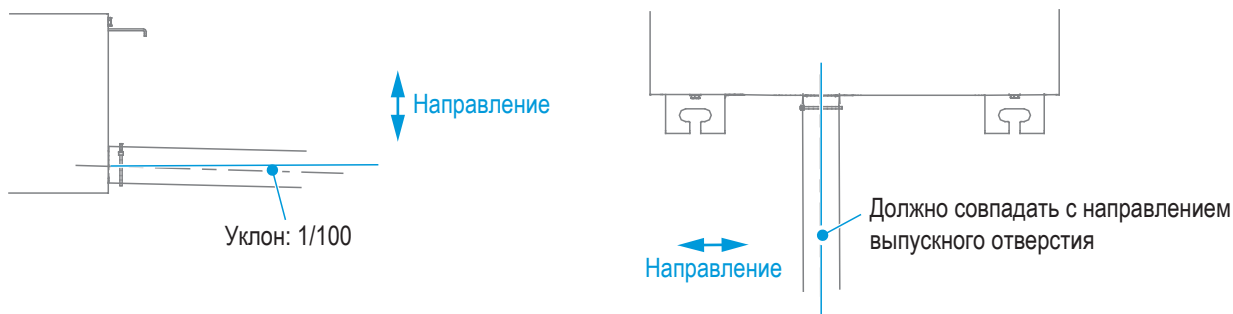 Направление
Уклон: 1/100
Должно совпадать с направлением
выпускного отверстия
Направление